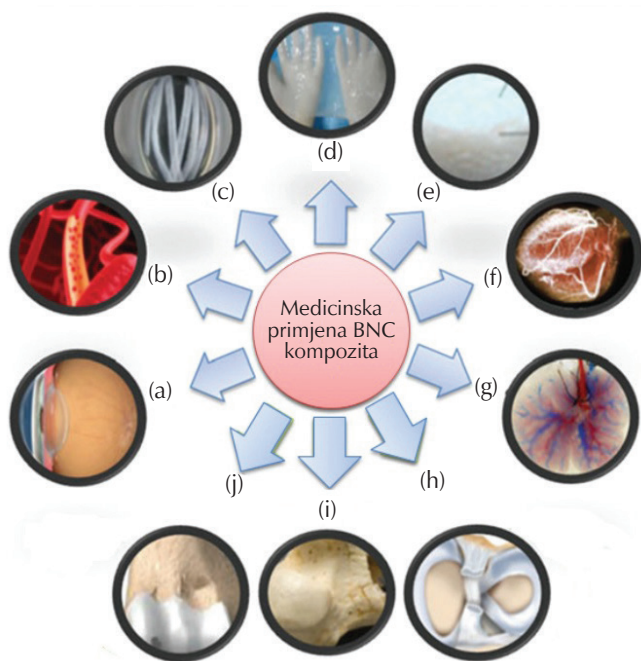 (d)
(c)
(e)
(b)
(f)
Medicinska
primjena BNC
kompozita
(a)
(g)
(j)
(h)
(i)